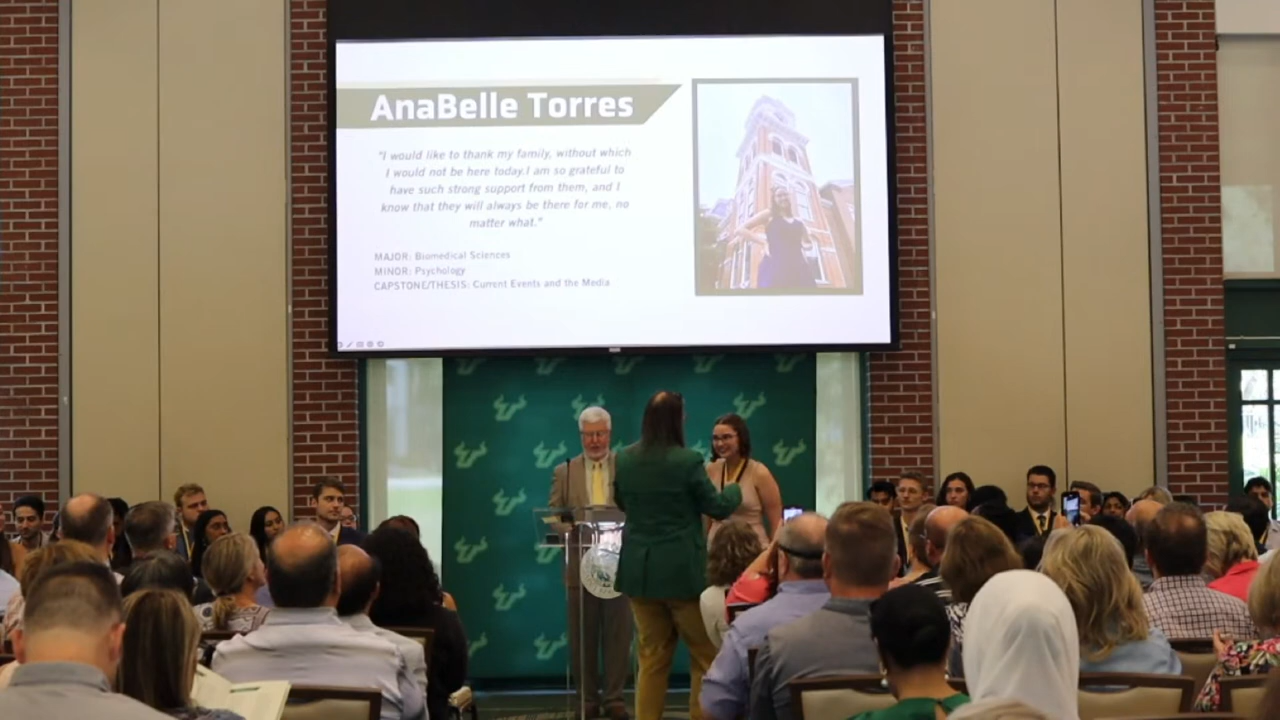 AnaBelle Torres
"I would like to thank my family, without which
I would not be here today.I am so grateful to
have such strong support from them, and I
know that they will always be there for me, no
matter what."
MAJOR: Biomedical Sciences
MINOR: Psychology
CAPSTONE/THESIS: Current Events and the Media